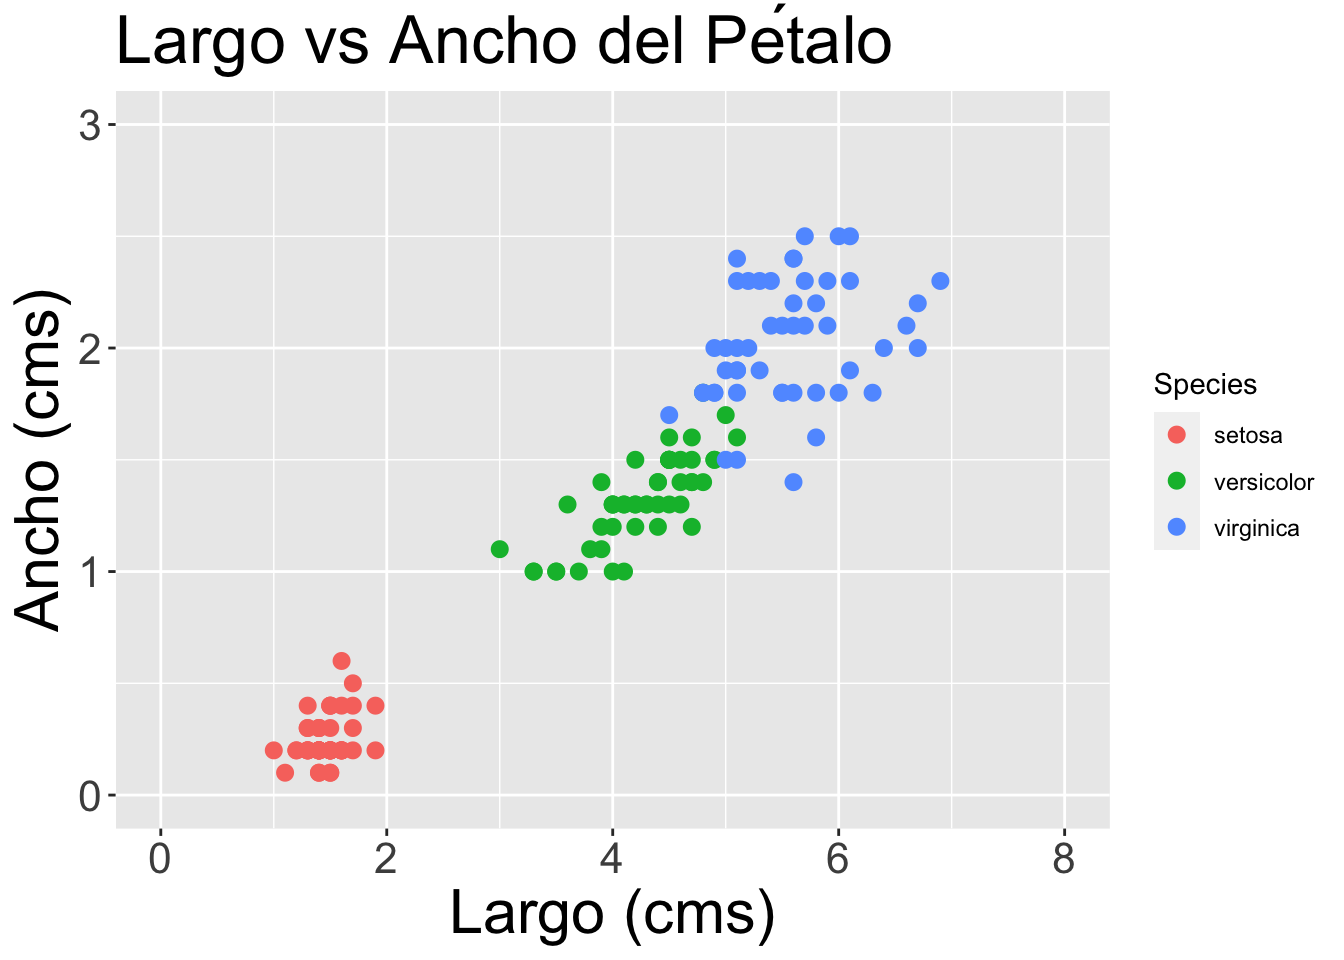 Largo vs Ancho del Pétalo
3
2
1
0
Ancho (cms)
0 2 4 6 8
Largo (cms)
Species
setosa
versicolor
virginica